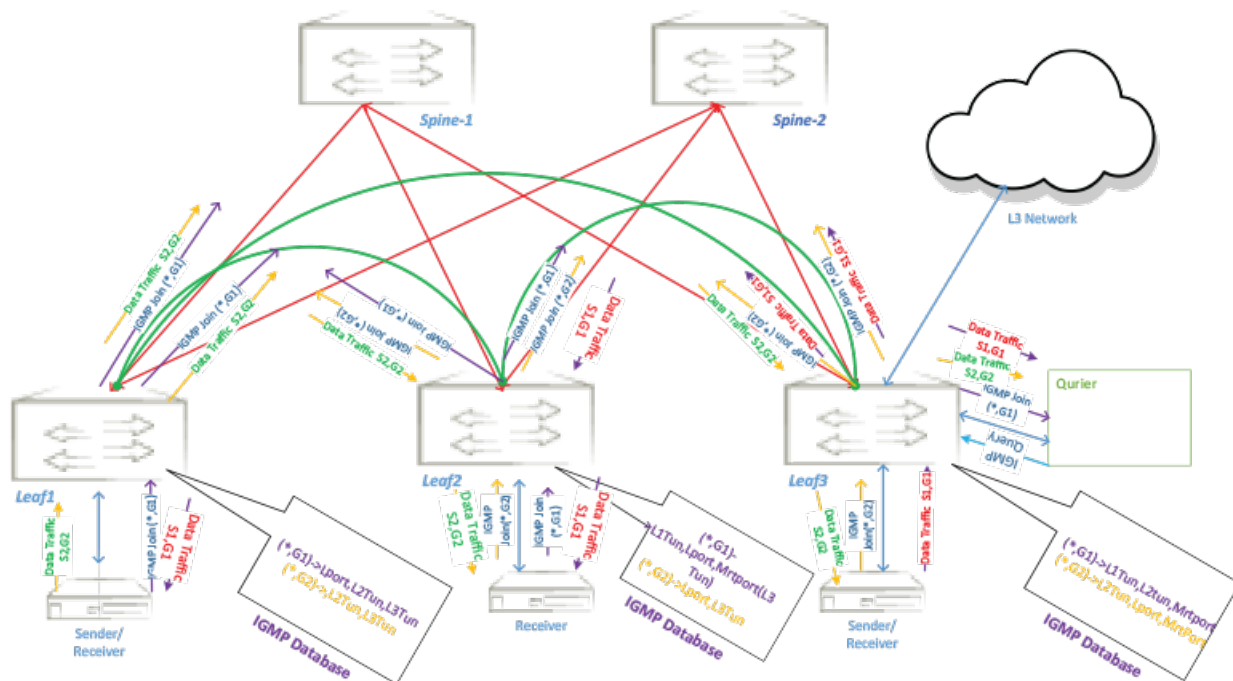 Spine-1
Spine-2
L3 Network
Data Traffic S2,G2
IGMP Join (*,G1)
IGMP Join (*,G1)
Data Traffic S2,G2
IGMP Join (*,G1)
IGMP Join (*,G2)
Data Traffic S2,G2
IGMP Join (*,G1)
IGMP Join (*,G2)
Data Traffic
S1,G1
Data Traffic S1,G1
IGMP Join (*,G2)
Data Traffic S2,G2
Data Traffic S1,G1
IGMP Join (*,G2)
Data Traffic
S1,G1
Data Traffic
S2,G2
IGMP Join
(*,G1)
IGMP
Query
Qurier
Leaf1
Leaf2
Leaf3
Data Traffic
S2,G2
IGMP Join(*,G1)
Data Traffic
S1,G1
Data Traffic
S2,G2
IGMP
Join(*,G2)
IGMP Join
(*,G1)
Data Traffic
S1,G1
Data Traffic
S2,G2
IGMP
Join(*,G2)
Data Traffic S1,G1
(*,G1)->Lport,L2Tun,L3Tun
(*,G2)->,L2Tun,L3Tun
IGMP Database
(*,G1)-
>L1Tun,Lport,Mrtport(L3
Tun)
(*,G2)->Lport,L3Tun
IGMP Database
(*,G1)->L1Tun,L2tun,Mrtport
(*,G2)->L2Tun,Lport,MrtPort
IGMP Database
Sender/
Receiver
Receiver
Sender/
Receiver